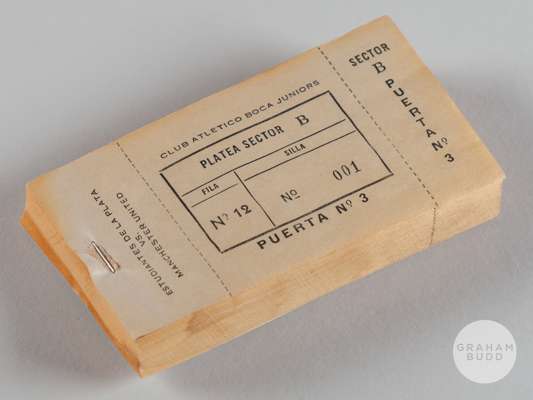 ESTUDIANTES DE LA PLATA
VS.
MANCHESTER UNITED
CLUB ATLETICO BOCA JUNIORS
PLATEA SECTOR B
FILA
SILLA
Nº 12
Nº 001
PUERTA Nº 3
SECTOR
B
PUERTA Nº 3
GRAHAM
BUDD